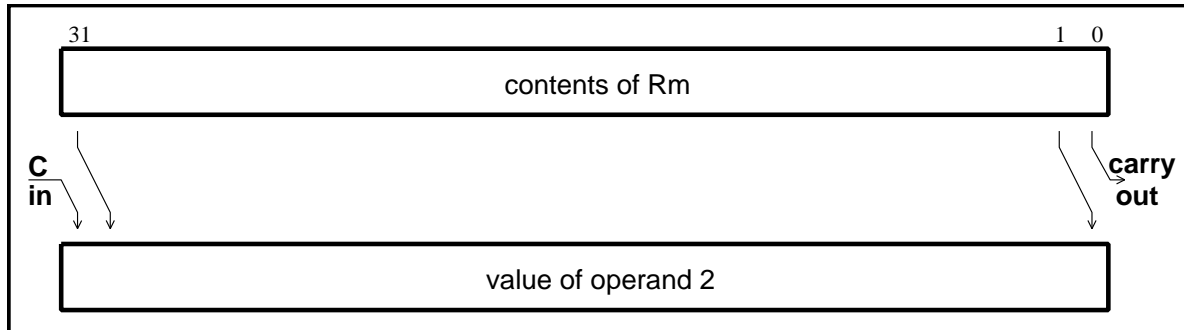 31 1 0
contents of Rm
C
in
carry
out
value of operand 2